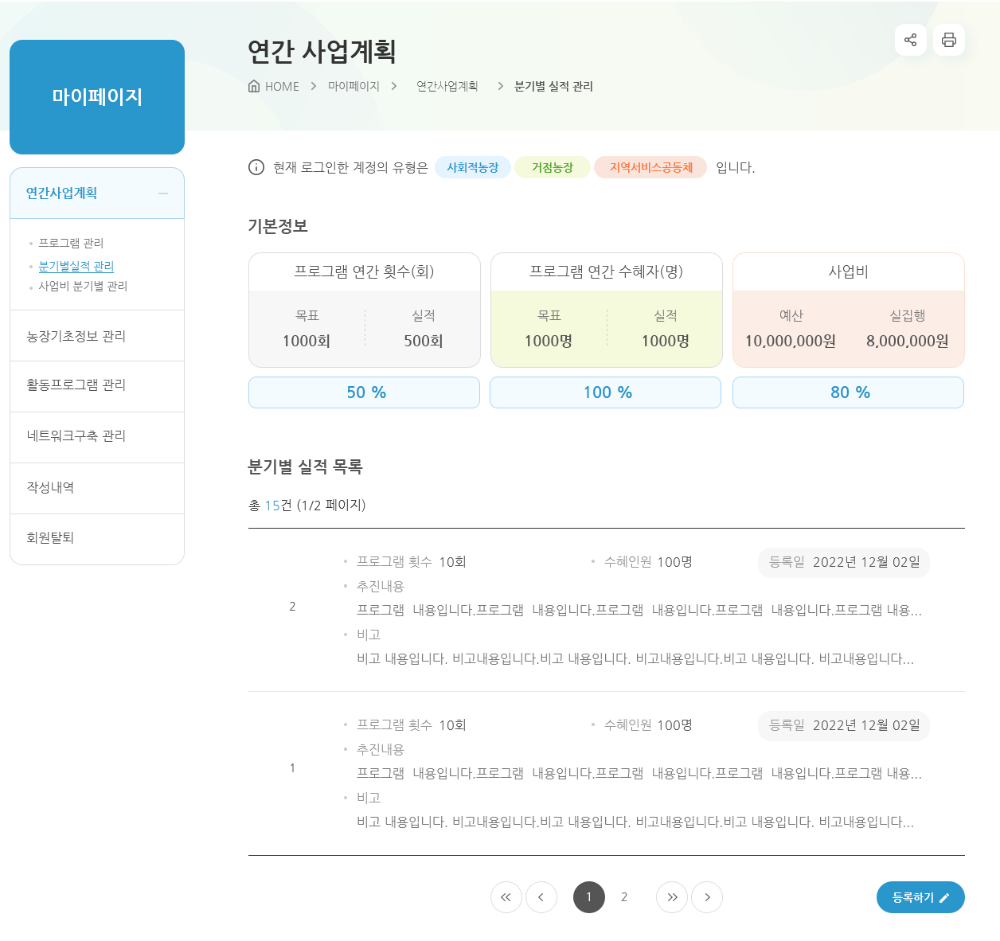 마이페이지
연간사업계획
프로그램 관리
분기별실적 관리
사업비 분기별 관리
농장기초정보 관리
활동프로그램 관리
네트워크구축 관리
작성내역
회원탈퇴
연간 사업계획
HOME > 마이페이지 > 연간사업계획 > 분기별 실적 관리
현재 로그인한 계정의 유형은 사회적농장 거점농장 지역서비스공동체 입니다.
기본정보
프로그램 연간 횟수(회)
목표 실적
1000회 500회
50 %
프로그램 연간 수혜자(명)
목표 실적
1000명 1000명
100 %
사업비
예산 실집행
10,000,000원 8,000,000원
80 %
분기별 실적 목록
총 15건 (1/2 페이지)
2
프로그램 횟수 10회 수혜인원 100명 등록일 2022년 12월 02일
추진내용
프로그램 내용입니다.프로그램 내용입니다.프로그램 내용입니다.프로그램 내용입니다.프로그램 내용...
비고
비고 내용입니다. 비고내용입니다.비고 내용입니다. 비고내용입니다.비고 내용입니다. 비고내용입니다...
1
프로그램 횟수 10회 수혜인원 100명 등록일 2022년 12월 02일
추진내용
프로그램 내용입니다.프로그램 내용입니다.프로그램 내용입니다.프로그램 내용입니다.프로그램 내용...
비고
비고 내용입니다. 비고내용입니다.비고 내용입니다. 비고내용입니다.비고 내용입니다. 비고내용입니다...
1 2
등록하기